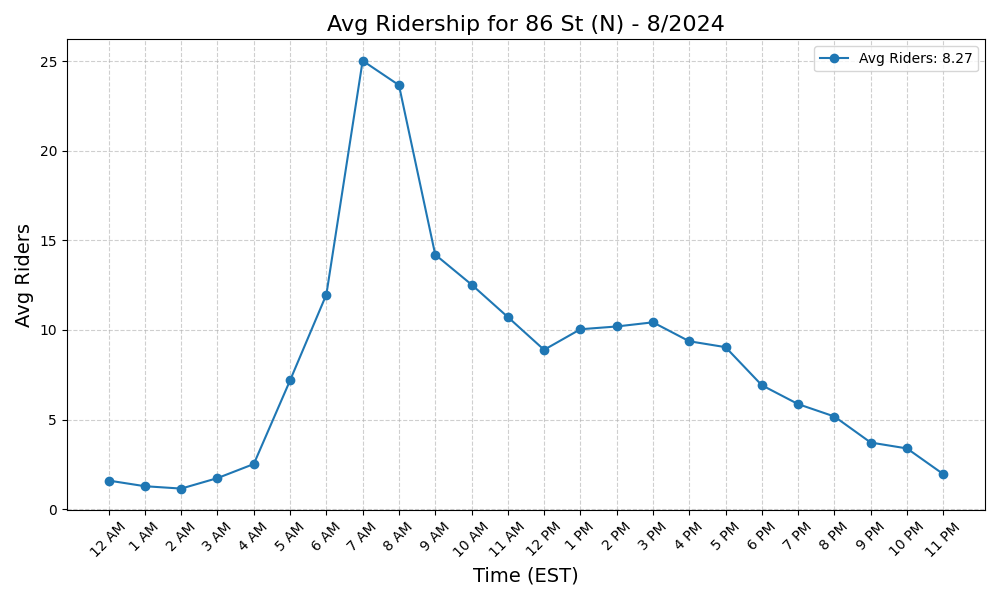 Avg Ridership for 86 St (N) - 8/2024
Avg Riders: 8.27
Avg Riders
25
20
15
10
5
0
12 AM
1 AM
2 AM
3 AM
4 AM
5 AM
6 AM
7 AM
8 AM
9 AM
10 AM
11 AM
12 PM
1 PM
2 PM
3 PM
4 PM
5 PM
6 PM
7 PM
8 PM
9 PM
10 PM
11 PM
Time (EST)